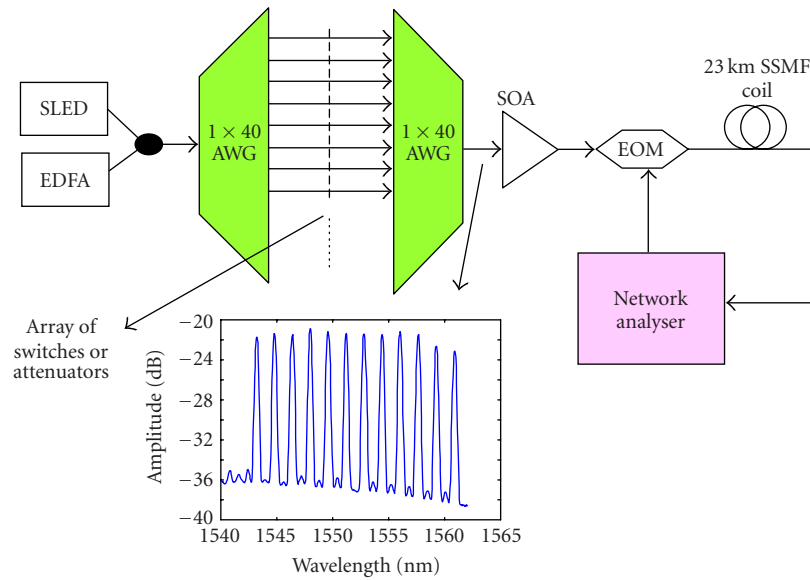 SLED
EDFA
1 × 40
AWG
1 × 40
AWG
SOA
EOM
23 km SSMF
coil
Network
analyser
Array of
switches or
attenuators
Amplitude (dB)
−20
−24
−28
−32
−36
−40
1540 1545 1550 1555 1560 1565
Wavelength (nm)